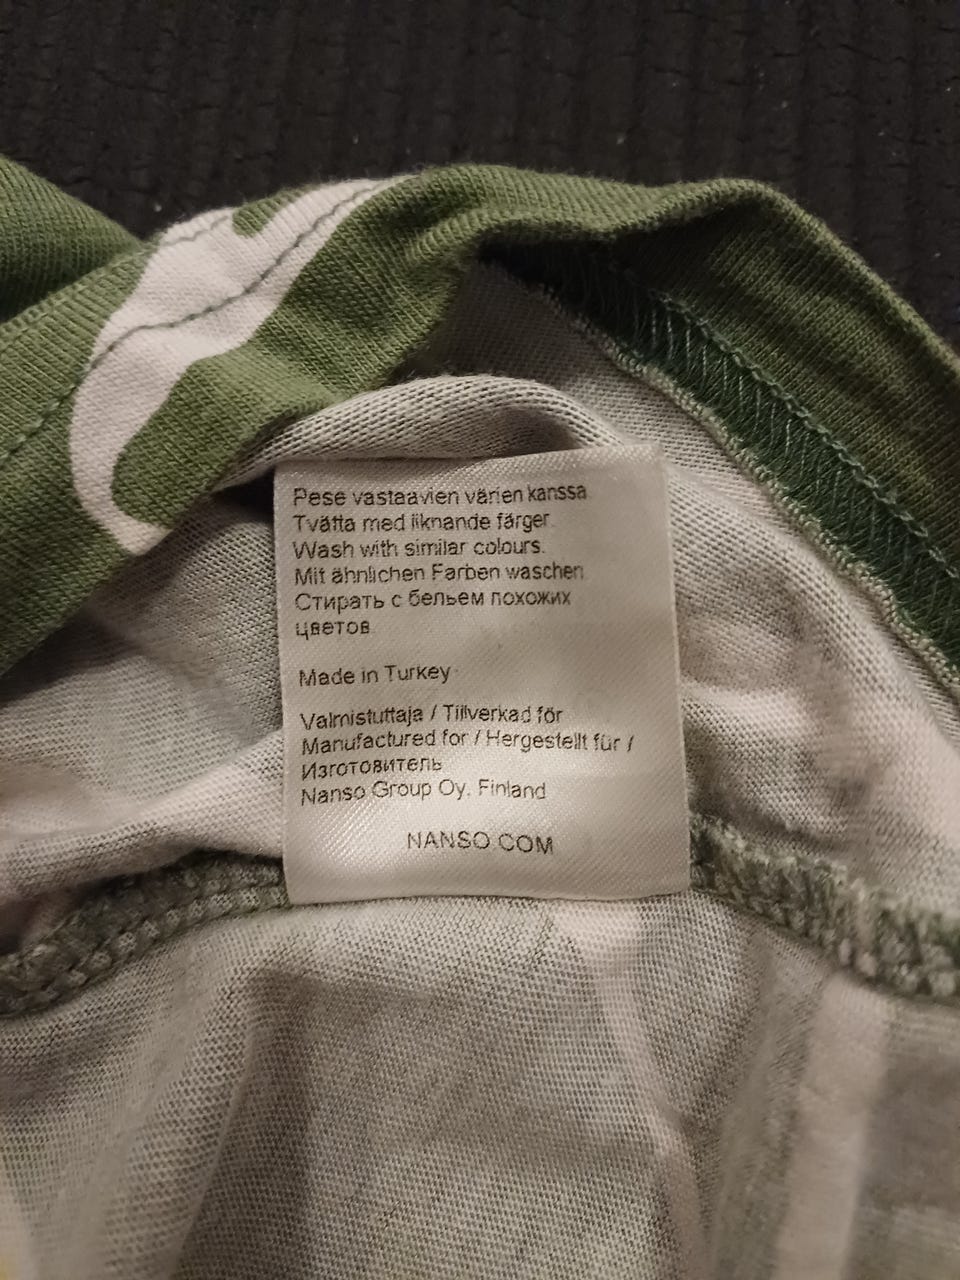 Pese vastaavien värien kanssa.
Tvätta med liknande färger.
Wash with similar colours.
Mit ähnlichen Farben waschen.
Стирать с бельем похожих
цветов.
Made in Turkey
Valmistuttaja / Tillverkad för
Manufactured for / Hergestellt für /
Изготовитель
Nanso Group Oy, Finland
NANSO.COM